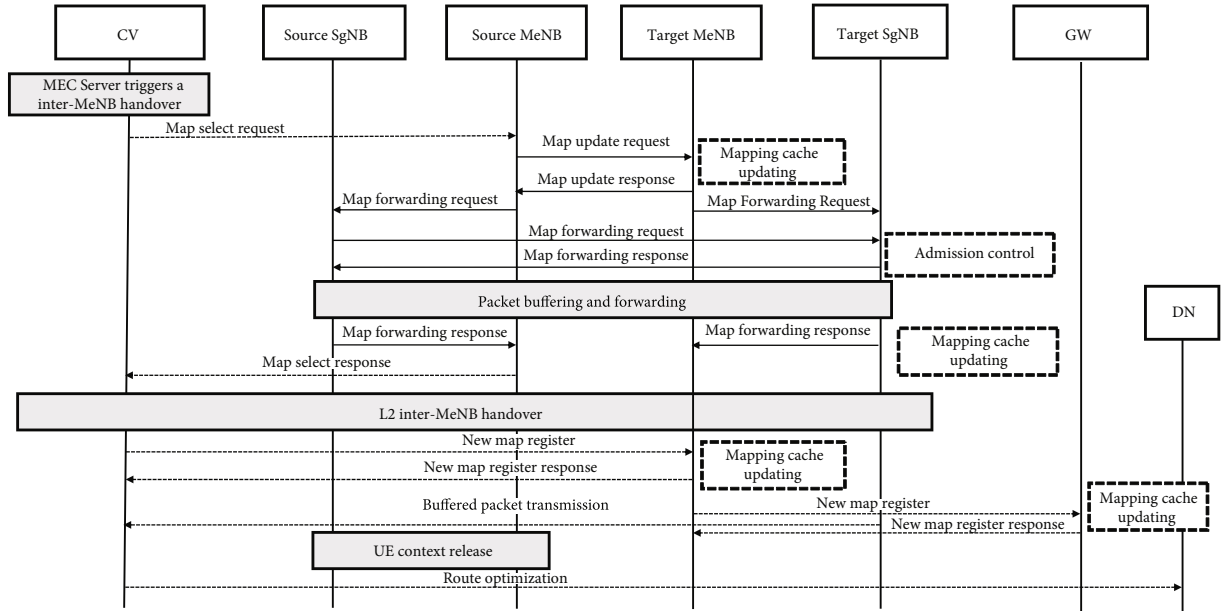 CV
Source SgNB
Source MeNB
Target MeNB
Target SgNB
GW
MEC Server triggers a
inter-MeNB handover
Map select request
Map update request
Mapping cache
updating
Map update response
Map forwarding request
Map Forwarding Request
Map forwarding request
Admission control
Map forwarding response
Packet buffering and forwarding
DN
Map forwarding response
Map forwarding response
Mapping cache
updating
Map select response
L2 inter-MeNB handover
New map register
Mapping cache
updating
New map register response
Buffered packet transmission
New map register
Mapping cache
updating
New map register response
UE context release
Route optimization